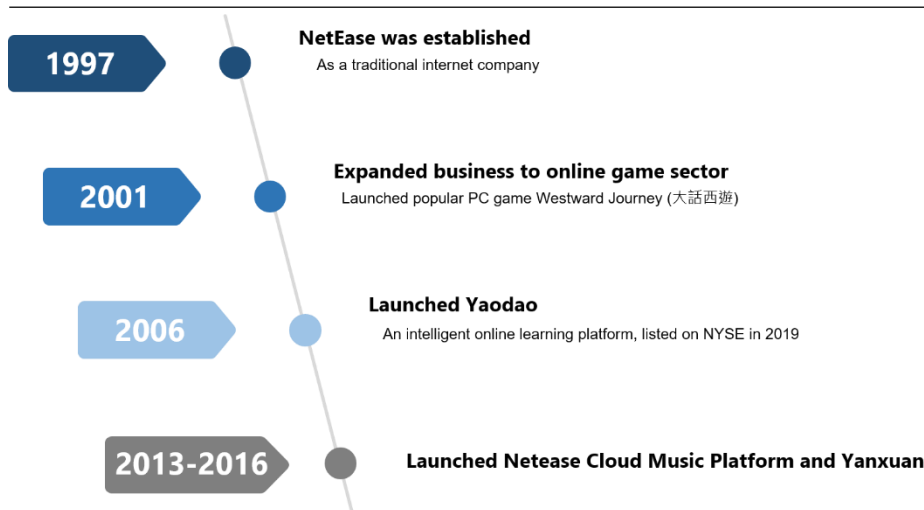 1997
NetEase was established
As a traditional internet company
2001
Expanded business to online game sector
Launched popular PC game Westward Journey (大話西遊)
2006
Launched Yaodao
An intelligent online learning platform, listed on NYSE in 2019
2013-2016
Launched Netease Cloud Music Platform and Yanxuan